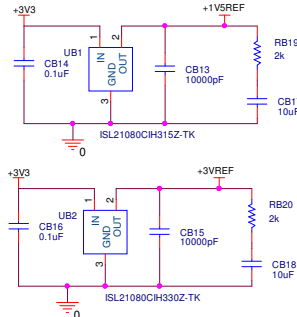 +3V3
+1V5REF
1
2
UB1
RB19
2k
CB14
0.1uF
IN
OUT
GND
CB13
10000pF
3
CB17
10uF
ISL21080CIH315Z-TK
0
+3V3
+3VREF
1
2
UB2
RB20
2k
CB16
0.1uF
IN
OUT
GND
CB15
10000pF
3
CB18
10uF
ISL21080CIH330Z-TK
0